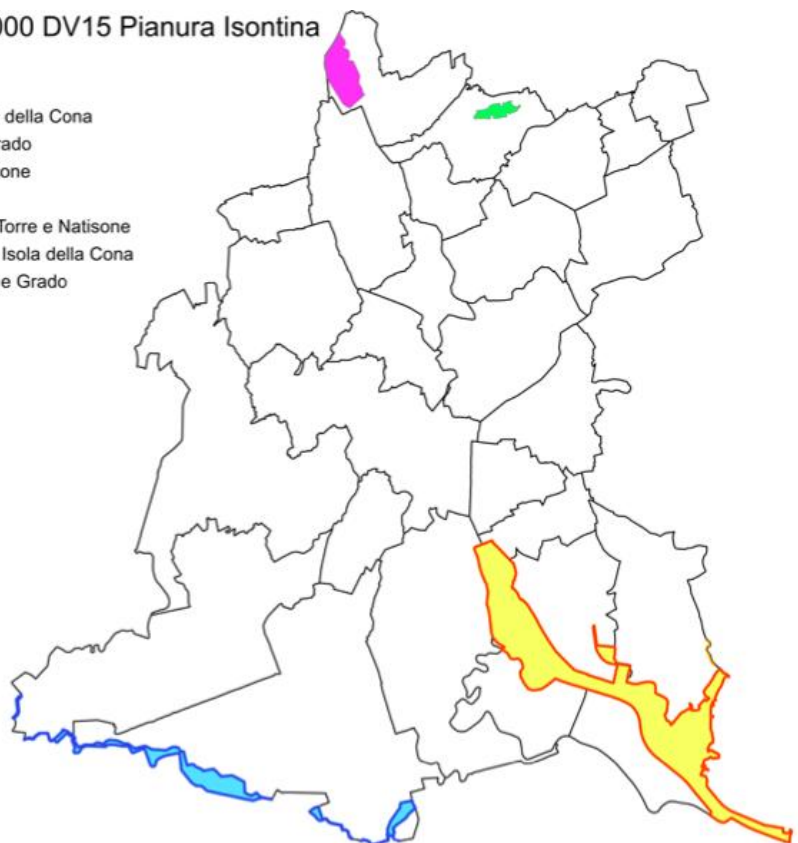 000 DV15 Pianura Isontina
della Cona
rado
one
Torre e Natisone
Isola della Cona
e Grado